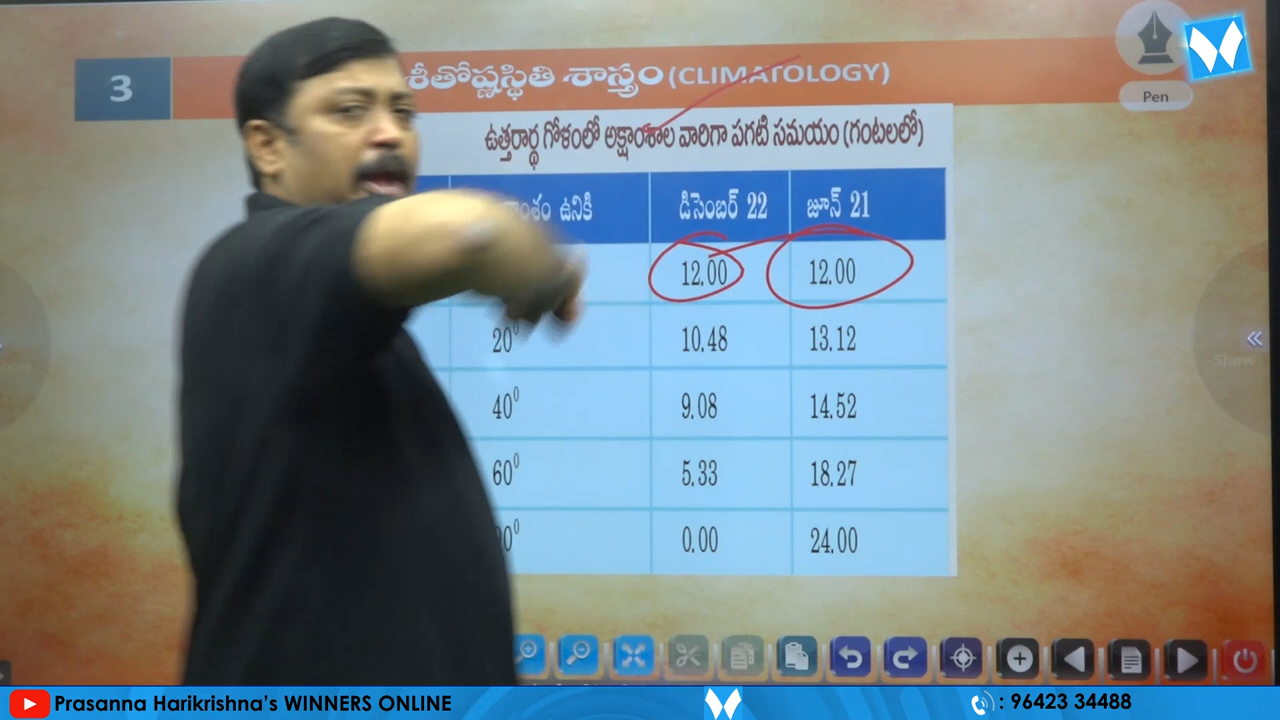 3
శీతోష్ణస్థితి శాస్త్రం (CLIMATOLOGY)
Pen
ఉత్తరార్థ గోళంలో అక్షాంశాల వారిగా పగటి సమయం (గంటలలో)
ఉనికి డిసెంబర్ 22 జూన్ 21
12.00 12.00
20⁰ 10.48 13.12
40⁰ 9.08 14.52
60⁰ 5.33 18.27
0.00 24.00
Show
Prasanna Harikrishna's WINNERS ONLINE
: 96423 34488